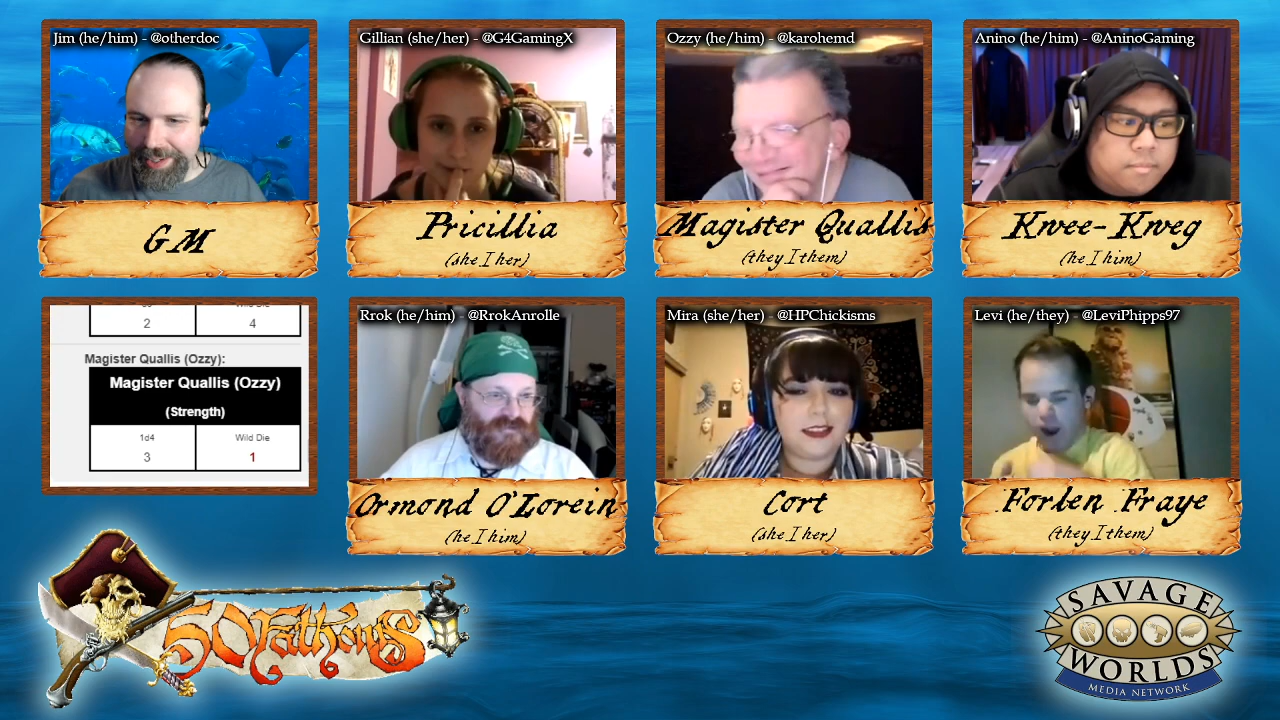 Jim (he/him) - @otherdoc
GM
Gillian (she/her) - @G4GamingX
Pricillia
(she I her)
Ozzy (he/him) - @karohemd
Magister Quallis
(they I them)
Anino (he/him) - @AninoGaming
Kwee-Kweg
(he I him)
2
4
Magister Quallis (Ozzy):
Magister Quallis (Ozzy)
(Strength)
1d4
Wild Die
3
1
Rrok (he/him) - @RrokAnrolle
Ormond O'Lorein
(he I him)
Mira (she/her) - @HPChickisms
Cort
(she I her)
Levi (he/they) - @LeviPhipps97
Forlen Fraye
(they I them)
50 Fathoms
SAVAGE
WORLDS
MEDIA NETWORK